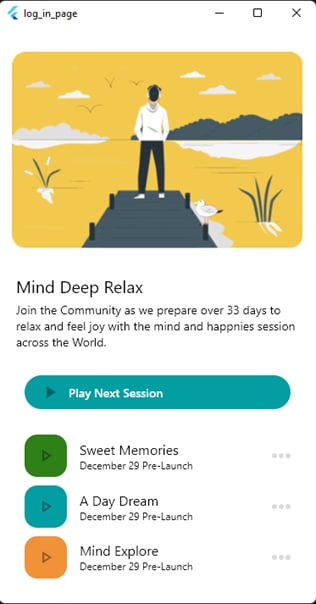 log_in_page
Mind Deep Relax
Join the Community as we prepare over 33 days to
relax and feel joy with the mind and happnies session
across the World.
Play Next Session
Sweet Memories
December 29 Pre-Launch
A Day Dream
December 29 Pre-Launch
Mind Explore
December 29 Pre-Launch